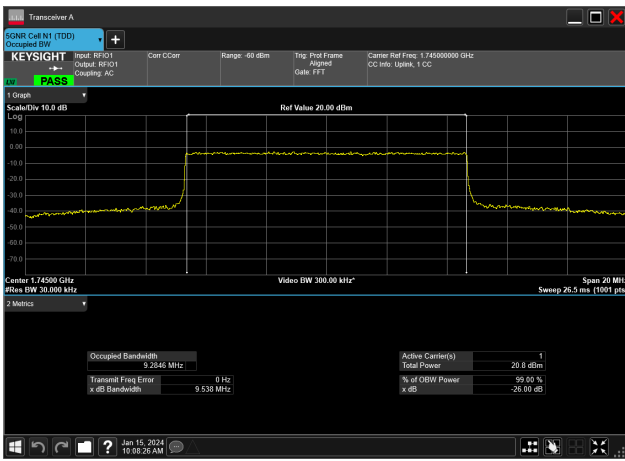 Transceiver A
5GNR Cell N1 (TDD)
Occupied BW
KEYSIGHT
PASS
Input: RFIO1
Output: RFIO1
Coupling: AC
Corr CCorr
Range: -60 dBm
Trig: Prot Frame
Aligned
Gate: FFT
Carrier Ref Freq: 1.745000000 GHz
CC Info: Uplink, 1 CC
1 Graph
Scale/Div 10.0 dB
Ref Value 20.00 dBm
Log
10.0
0.00
-10.0
-20.0
-30.0
-40.0
-50.0
-60.0
-70.0
Center 1.74500 GHz
Video BW 300.00 kHz*
Span 20 MHz
#Res BW 30.000 kHz
Sweep 26.5 ms (1001 pts
2 Metrics
Occupied Bandwidth
9.2846 MHz
Transmit Freq Error 0 Hz
x dB Bandwidth 9.538 MHz
Active Carrier(s) 1
Total Power 20.8 dBm
% of OBW Power 99.00 %
x dB -26.00 dB
Jan 15, 2024
10:08:26 AM